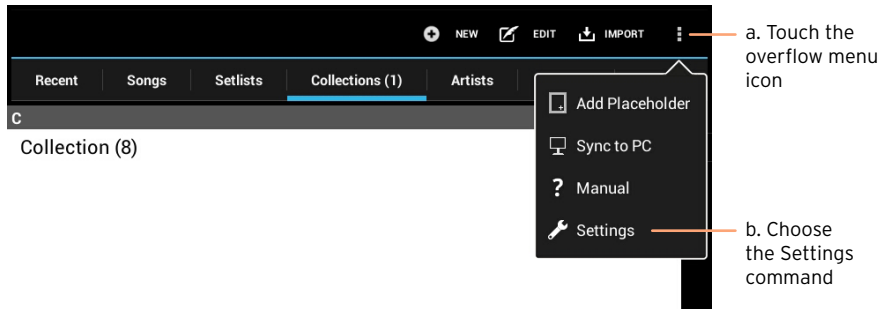 NEW EDIT IMPORT
a. Touch the
overflow menu
icon
Recent Songs Setlists Collections (1) Artists
Add Placeholder
C
Collection (8)
Sync to PC
? Manual
Settings
b. Choose
the Settings
command